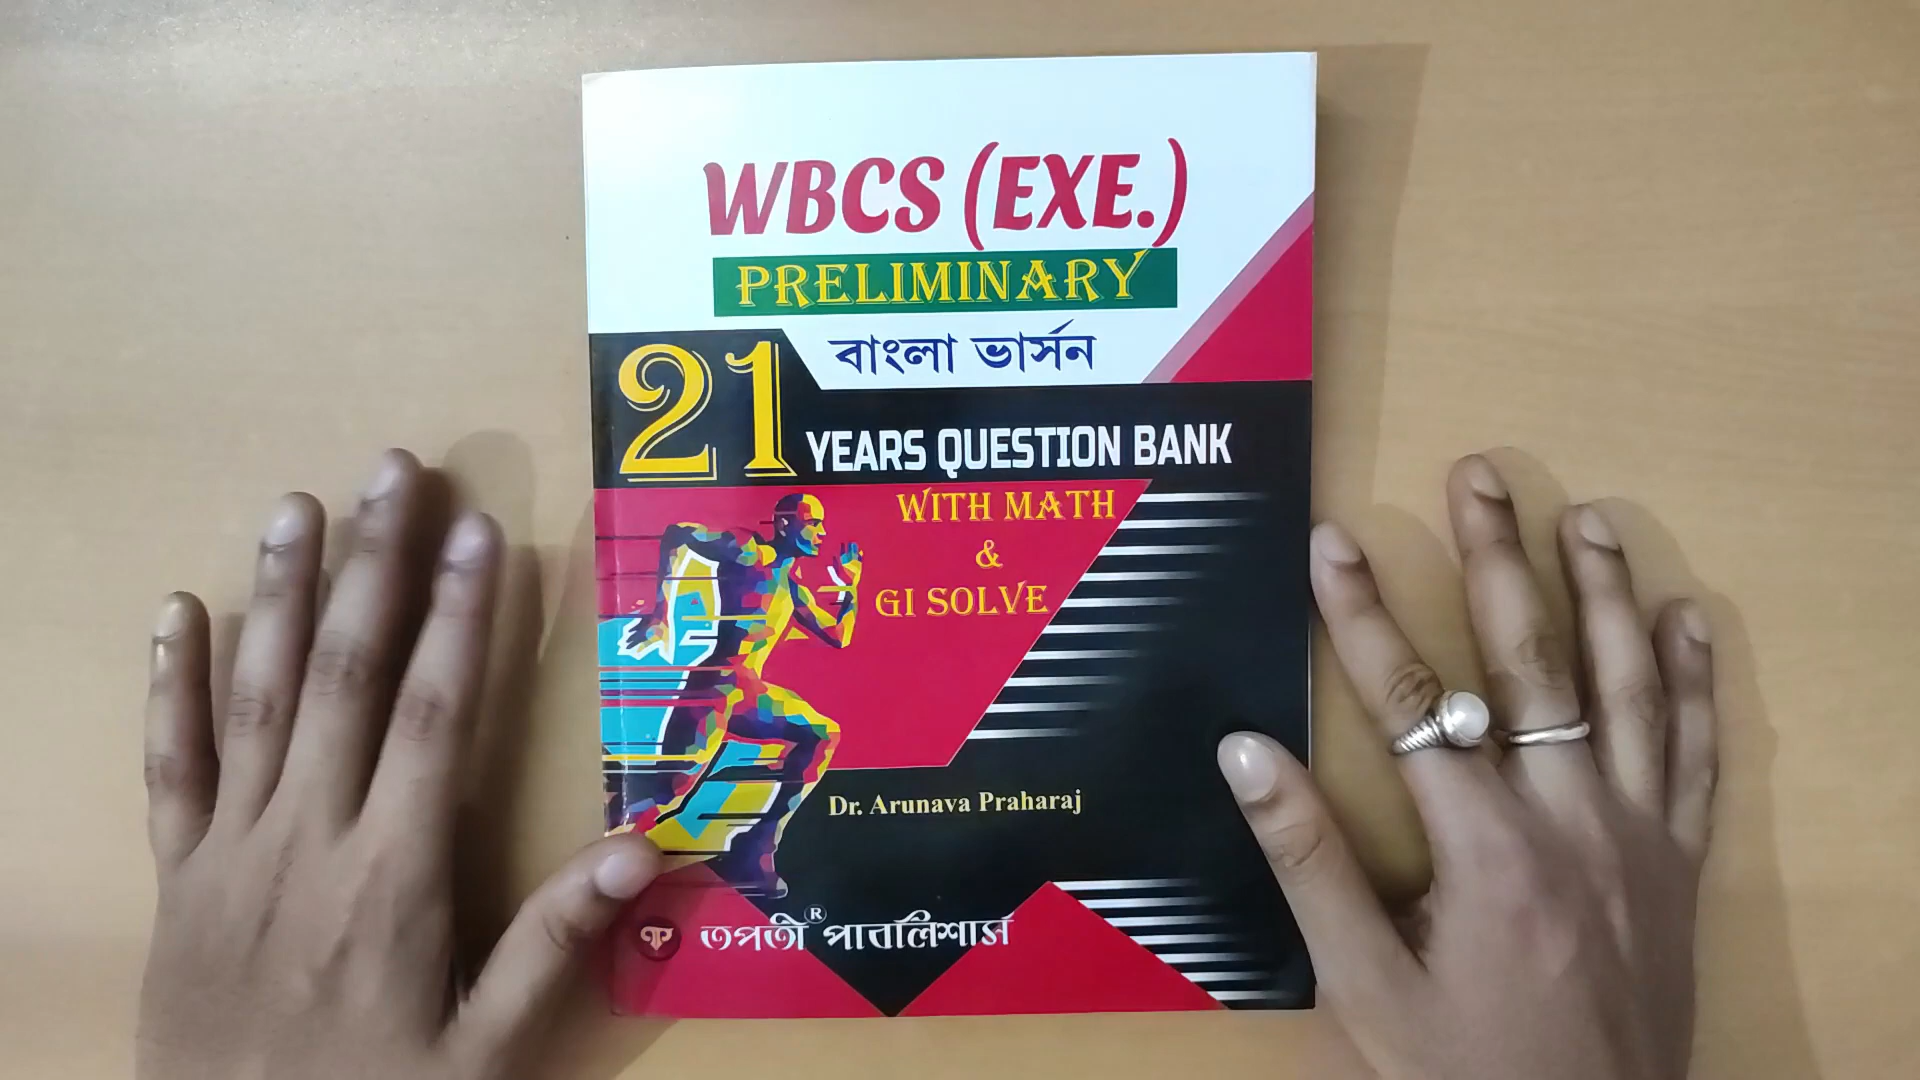 WBCS (EXE.)
PRELIMINARY
বাংলা ভার্সন
21 YEARS QUESTION BANK
WITH MATH
&
GI SOLVE
Dr. Arunava Praharaj
তপতী® পাবলিশার্স